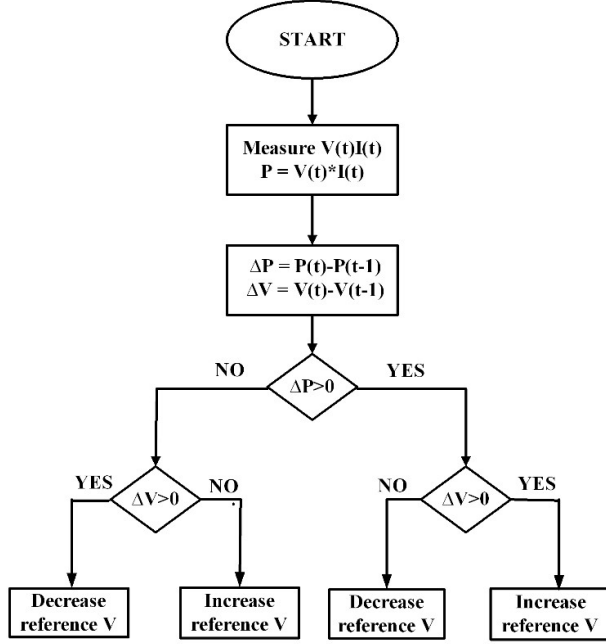 START
Measure V(t)I(t)
P = V(t)*I(t)
ΔP = P(t)-P(t-1)
ΔV = V(t)-V(t-1)
NO
YES
ΔP>0
YES
NO
NO
YES
ΔV>0
ΔV>0
Decrease
reference V
Increase
reference V
Decrease
reference V
Increase
reference V